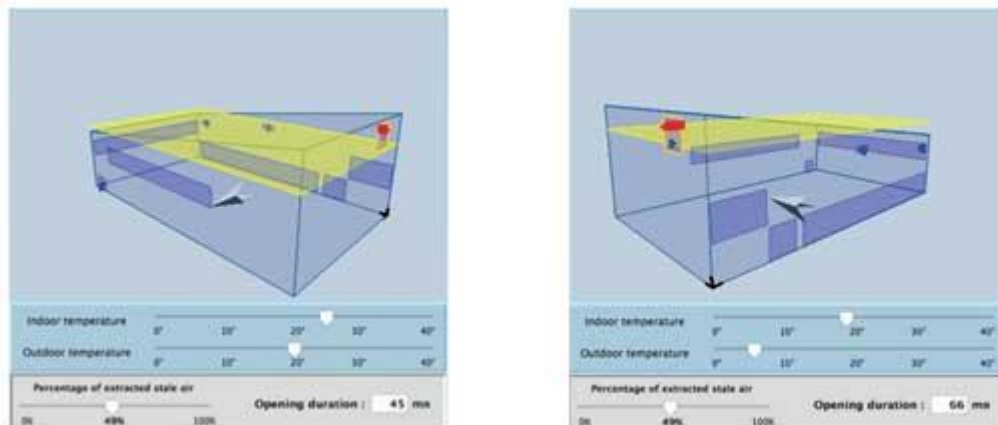 Indoor temperature
0° 10° 20° 30° 40°
Outdoor temperature
0° 10° 20° 30° 40°
Percentage of extracted stale air
0% 49% 100%
Opening duration : 45 mn
Indoor temperature
0° 10° 20° 30° 40°
Outdoor temperature
0° 10° 20° 30° 40°
Percentage of extracted stale air
0% 49% 100%
Opening duration : 66 mn